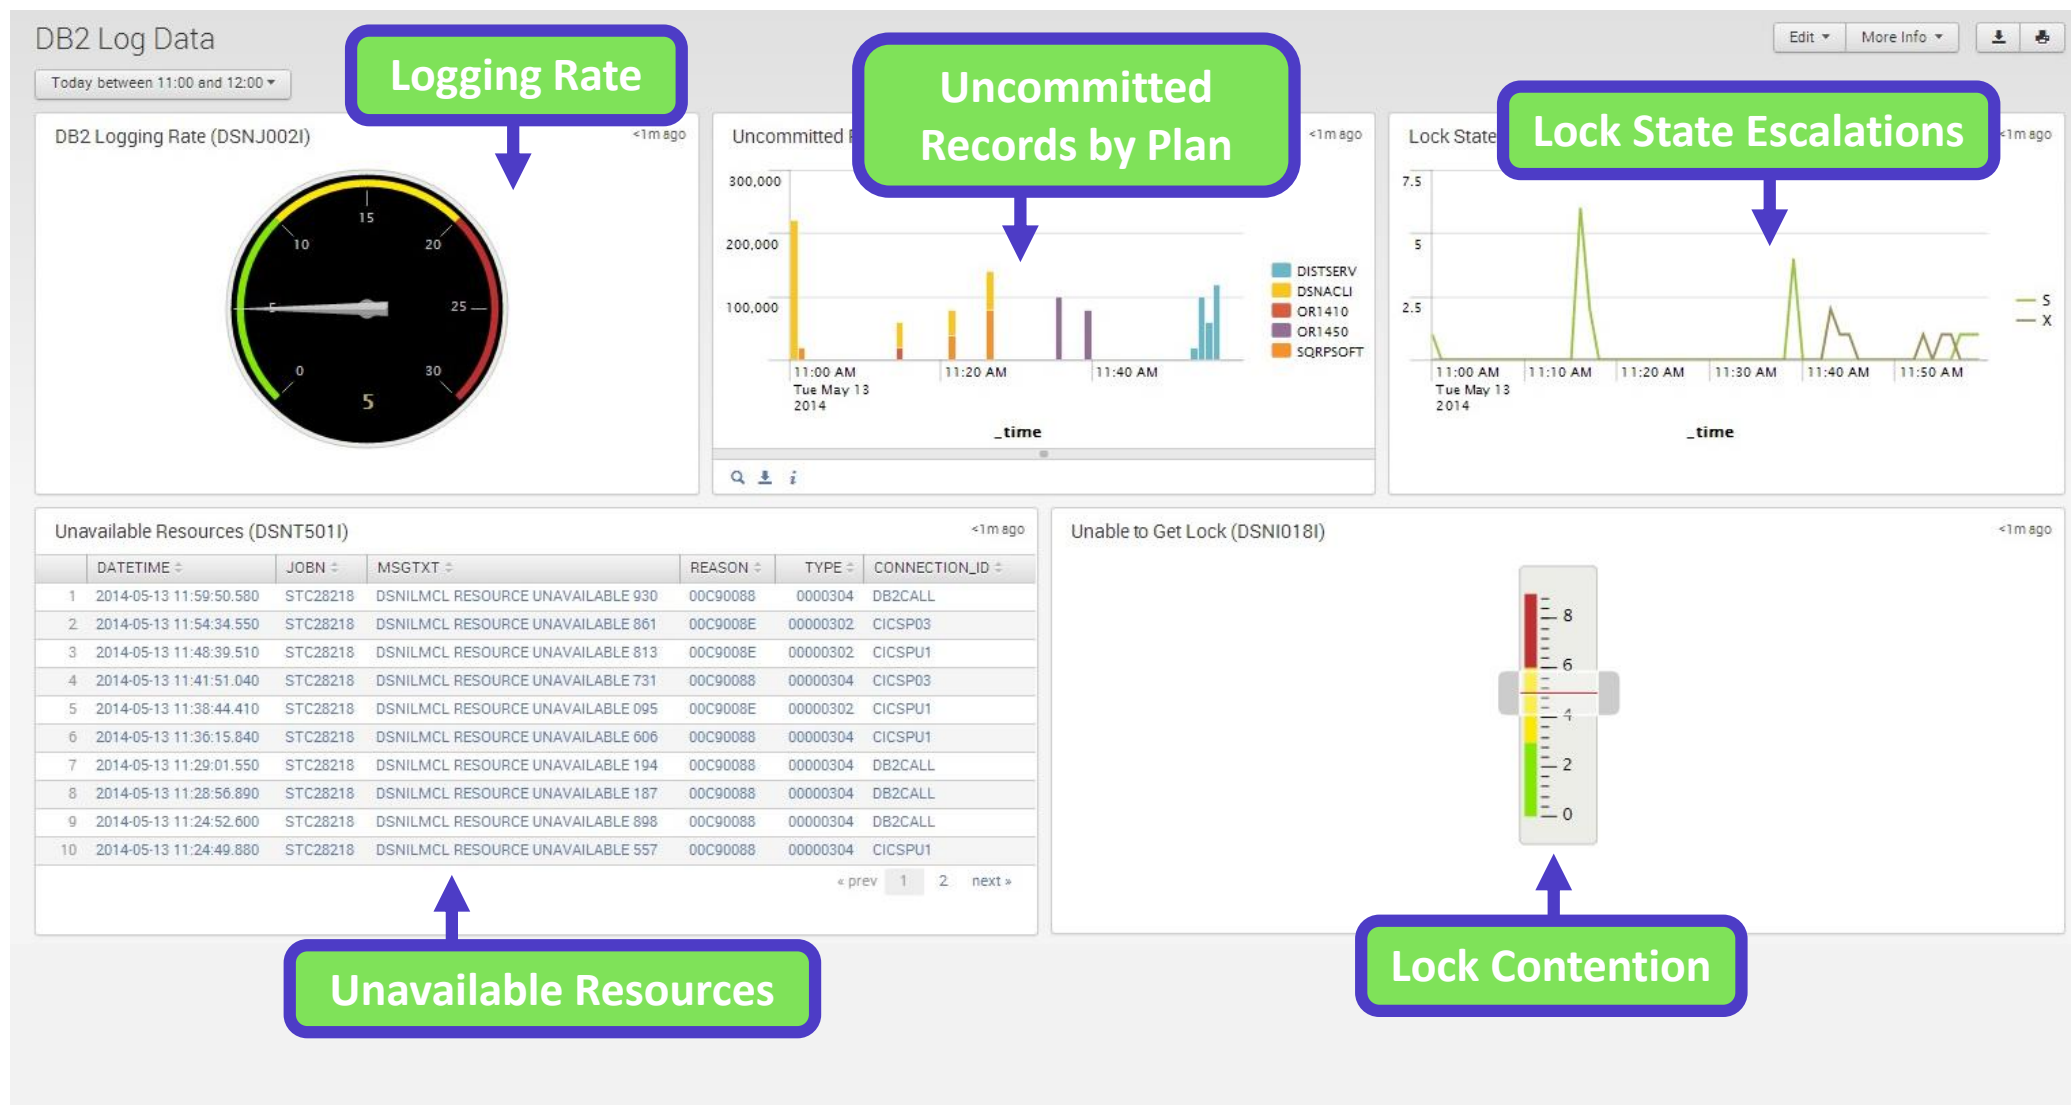 DB2 Log Data
Edit
More Info
Today between 11:00 and 12:00
Logging Rate
Uncommitted
Records by Plan
Lock State Escalations
DB2 Logging Rate (DSNJ002I)
<1m ago
0
5
10
15
20
25
30
5
Uncommitted
<1m ago
300,000
200,000
100,000
DISTSERV
DSNACLI
OR1410
OR1450
SQRPSOFT
11:00 AM
11:20 AM
11:40 AM
Tue May 13
2014
_time
Lock State
<1m ago
7.5
5
2.5
S
X
11:00 AM
11:10 AM
11:20 AM
11:30 AM
11:40 AM
11:50 AM
Tue May 13
2014
_time
Unavailable Resources (DSNT501I)
<1m ago
DATETIME JOBN MSGTXT REASON TYPE CONNECTION_ID
1 2014-05-13 11:59:50.580 STC28218 DSNILMCL RESOURCE UNAVAILABLE 930 00C90088 0000304 DB2CALL
2 2014-05-13 11:54:34.550 STC28218 DSNILMCL RESOURCE UNAVAILABLE 861 00C9008E 00000302 CICSP03
3 2014-05-13 11:48:39.510 STC28218 DSNILMCL RESOURCE UNAVAILABLE 813 00C9008E 00000302 CICSPU1
4 2014-05-13 11:41:51.040 STC28218 DSNILMCL RESOURCE UNAVAILABLE 731 00C90088 00000304 CICSP03
5 2014-05-13 11:38:44.410 STC28218 DSNILMCL RESOURCE UNAVAILABLE 095 00C9008E 00000302 CICSPU1
6 2014-05-13 11:36:15.840 STC28218 DSNILMCL RESOURCE UNAVAILABLE 606 00C90088 00000304 CICSPU1
7 2014-05-13 11:29:01.550 STC28218 DSNILMCL RESOURCE UNAVAILABLE 194 00C90088 00000304 DB2CALL
8 2014-05-13 11:28:56.890 STC28218 DSNILMCL RESOURCE UNAVAILABLE 187 00C90088 00000304 DB2CALL
9 2014-05-13 11:24:52.600 STC28218 DSNILMCL RESOURCE UNAVAILABLE 898 00C90088 00000304 DB2CALL
10 2014-05-13 11:24:49.880 STC28218 DSNILMCL RESOURCE UNAVAILABLE 557 00C90088 00000304 CICSPU1
« prev 1 2 next »
Unable to Get Lock (DSNI018I)
<1m ago
8
6
4
2
0
Unavailable Resources
Lock Contention